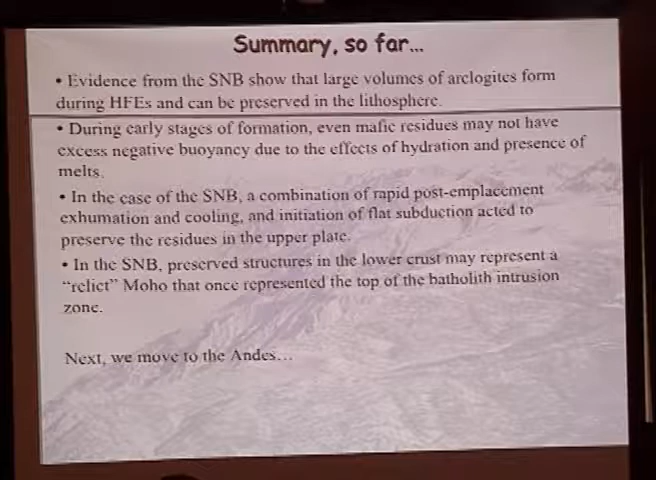 Summary, so far...
• Evidence from the SNB show that large volumes of arclogites form
during HFEs and can be preserved in the lithosphere.
• During early stages of formation, even mafic residues may not have
excess negative buoyancy due to the effects of hydration and presence of
melts.
• In the case of the SNB, a combination of rapid post-emplacement
exhumation and cooling, and initiation of flat subduction acted to
preserve the residues in the upper plate.
• In the SNB, preserved structures in the lower crust may represent a
"relict" Moho that once represented the top of the batholith intrusion
zone.
Next, we move to the Andes...